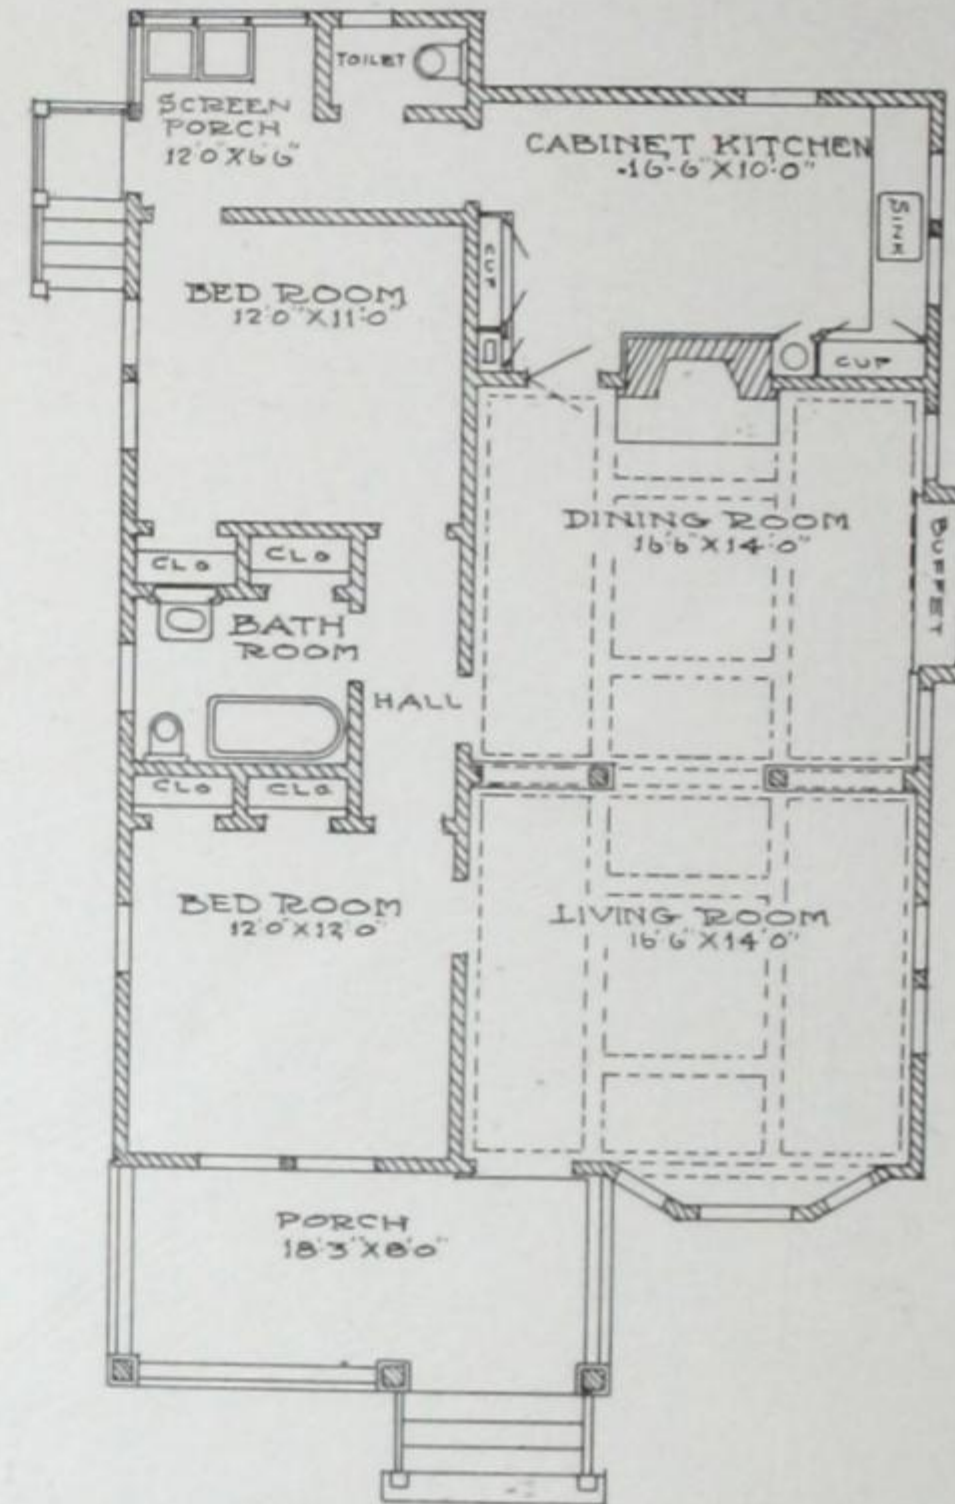 TOILET
SCREEN
PORCH
12'0"X6'6"
CABINET KITCHEN
-16-6"X10-0"
SINK
CUP
BED ROOM
12'0"X11'0"
CUP
DINING ROOM
16'6"X14'0"
BUFFET
CLO
CLO
BATH
ROOM
HALL
CLO
CLO
BED ROOM
12'0"X12'0"
LIVING ROOM
16'6"X14'0"
PORCH
18'3"X8'0"